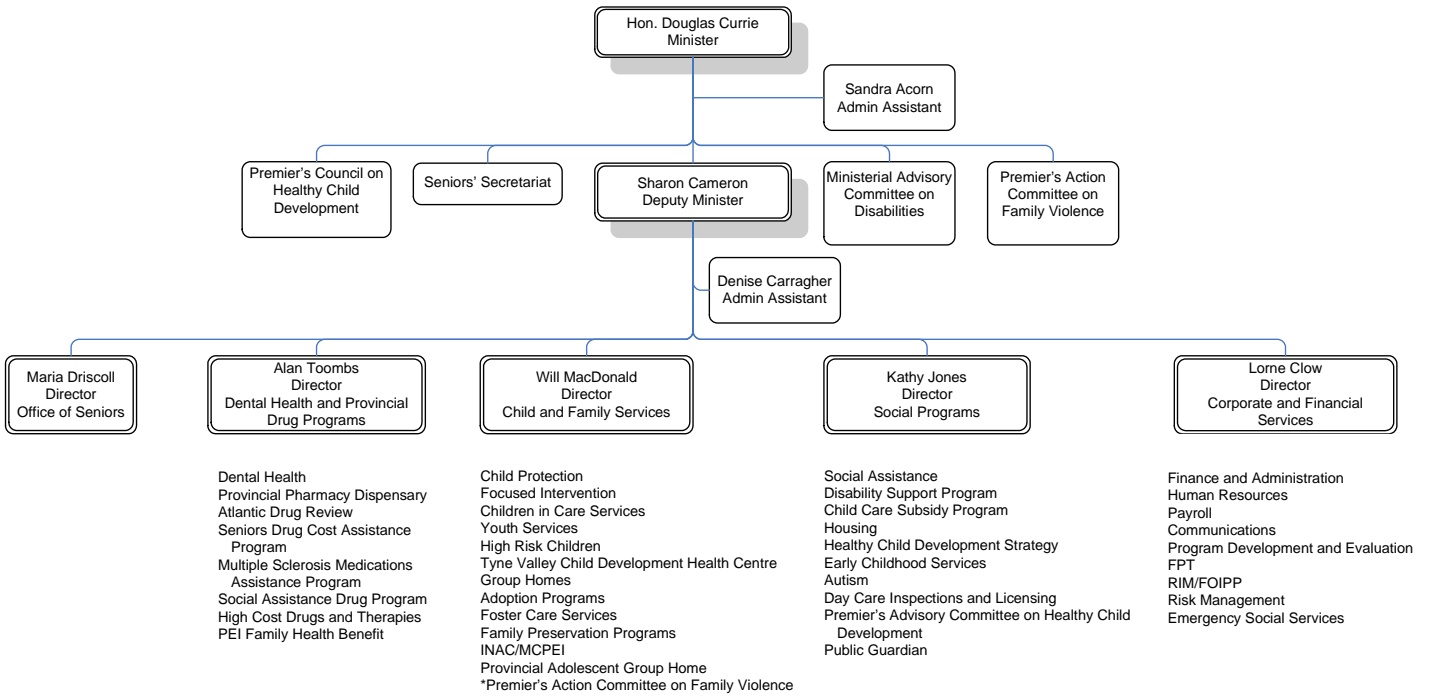 Hon. Douglas Currie
Minister
Sandra Acorn
Admin Assistant
Premier's Council on
Healthy Child
Development
Seniors' Secretariat
Sharon Cameron
Deputy Minister
Ministerial Advisory
Committee on
Disabilities
Premier's Action
Committee on
Family Violence
Denise Carragher
Admin Assistant
Maria Driscoll
Director
Office of Seniors
Alan Toombs
Director
Dental Health and Provincial
Drug Programs
Will MacDonald
Director
Child and Family Services
Kathy Jones
Director
Social Programs
Lorne Clow
Director
Corporate and Financial
Services
Dental Health
Provincial Pharmacy Dispensary
Atlantic Drug Review
Seniors Drug Cost Assistance
Program
Multiple Sclerosis Medications
Assistance Program
Social Assistance Drug Program
High Cost Drugs and Therapies
PEI Family Health Benefit
Child Protection
Focused Intervention
Children in Care Services
Youth Services
High Risk Children
Tyne Valley Child Development Health Centre
Group Homes
Adoption Programs
Foster Care Services
Family Preservation Programs
INAC/MCPEI
Provincial Adolescent Group Home
*Premier's Action Committee on Family Violence
Social Assistance
Disability Support Program
Child Care Subsidy Program
Housing
Healthy Child Development Strategy
Early Childhood Services
Autism
Day Care Inspections and Licensing
Premier's Advisory Committee on Healthy Child
Development
Public Guardian
Finance and Administration
Human Resources
Payroll
Communications
Program Development and Evaluation
FPT
RIM/FOIPP
Risk Management
Emergency Social Services